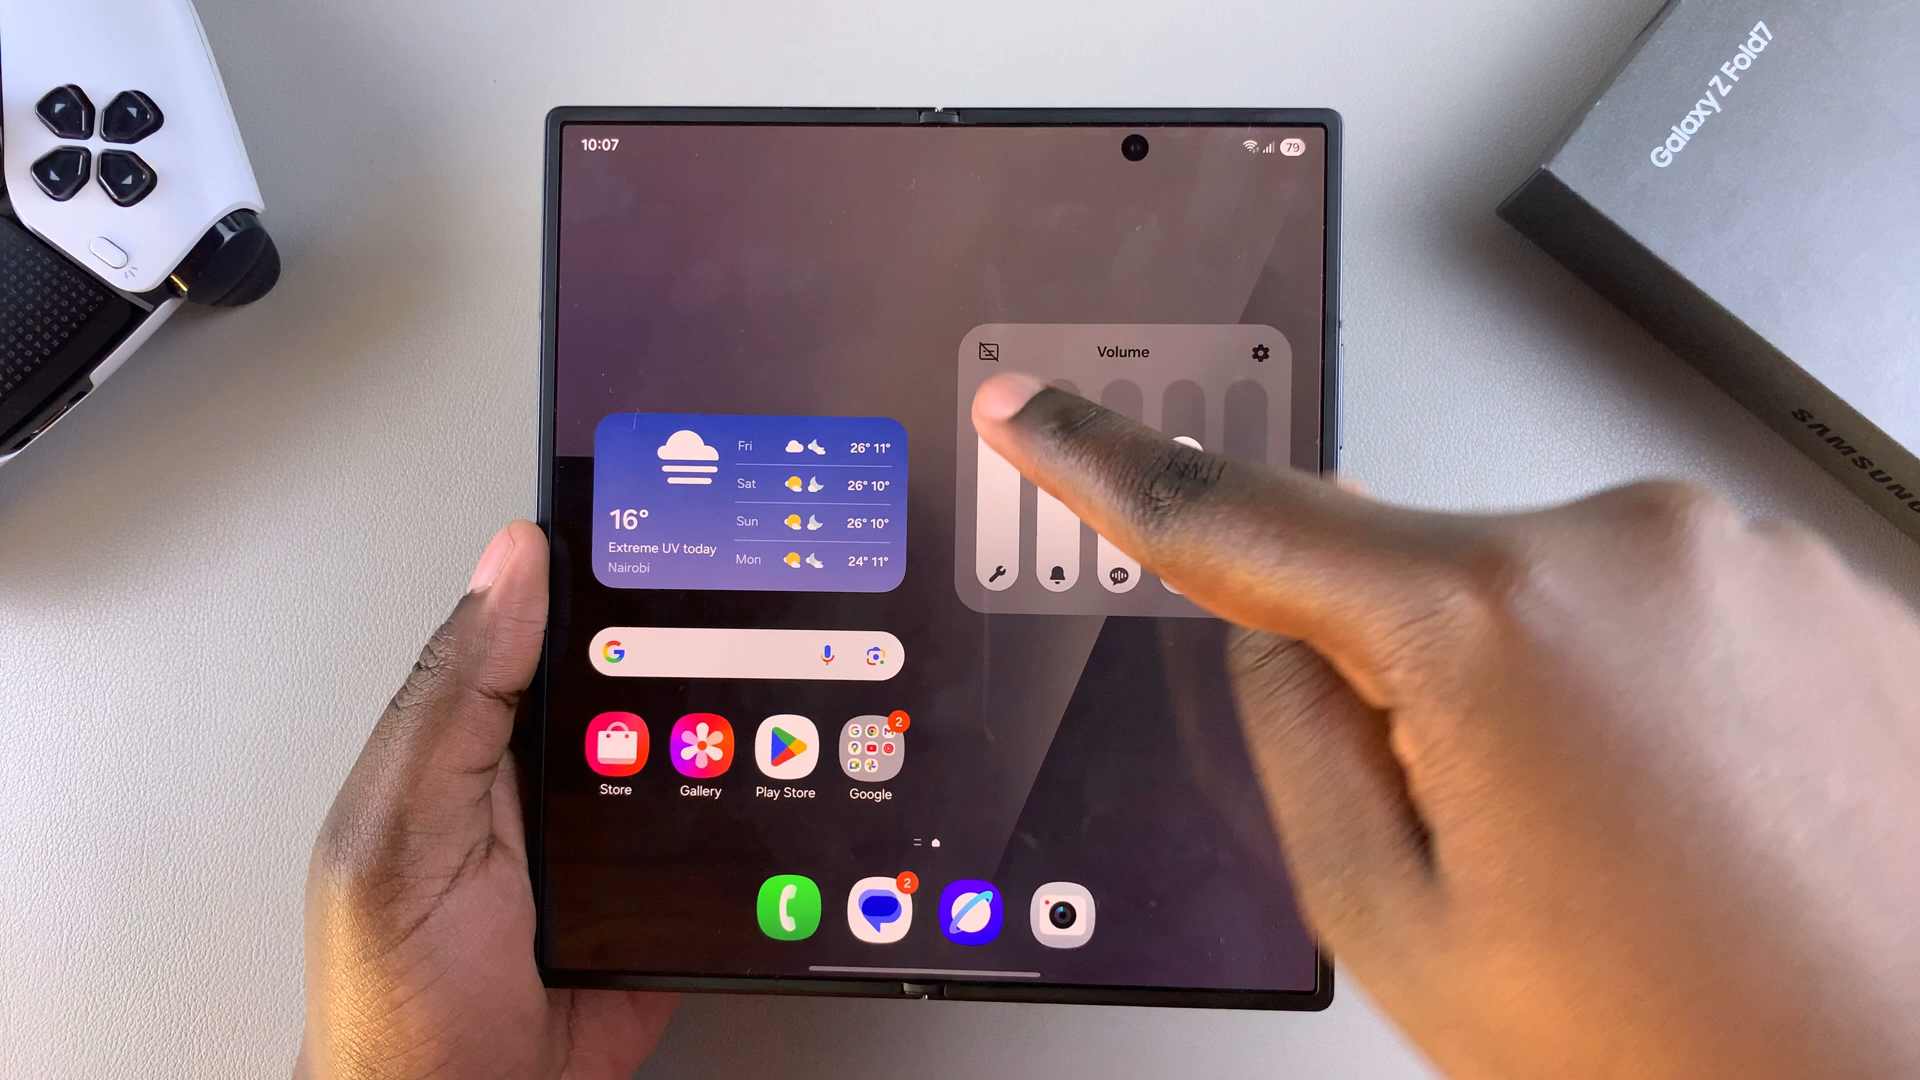 Galaxy Z Fold7
SAMSUNG
10:07
79
Volume
Fri 26° 11°
Sat 26° 10°
16° Sun 26° 10°
Extreme UV today
Mon 24° 11°
Nairobi
G
2
Store Gallery Play Store Google
2